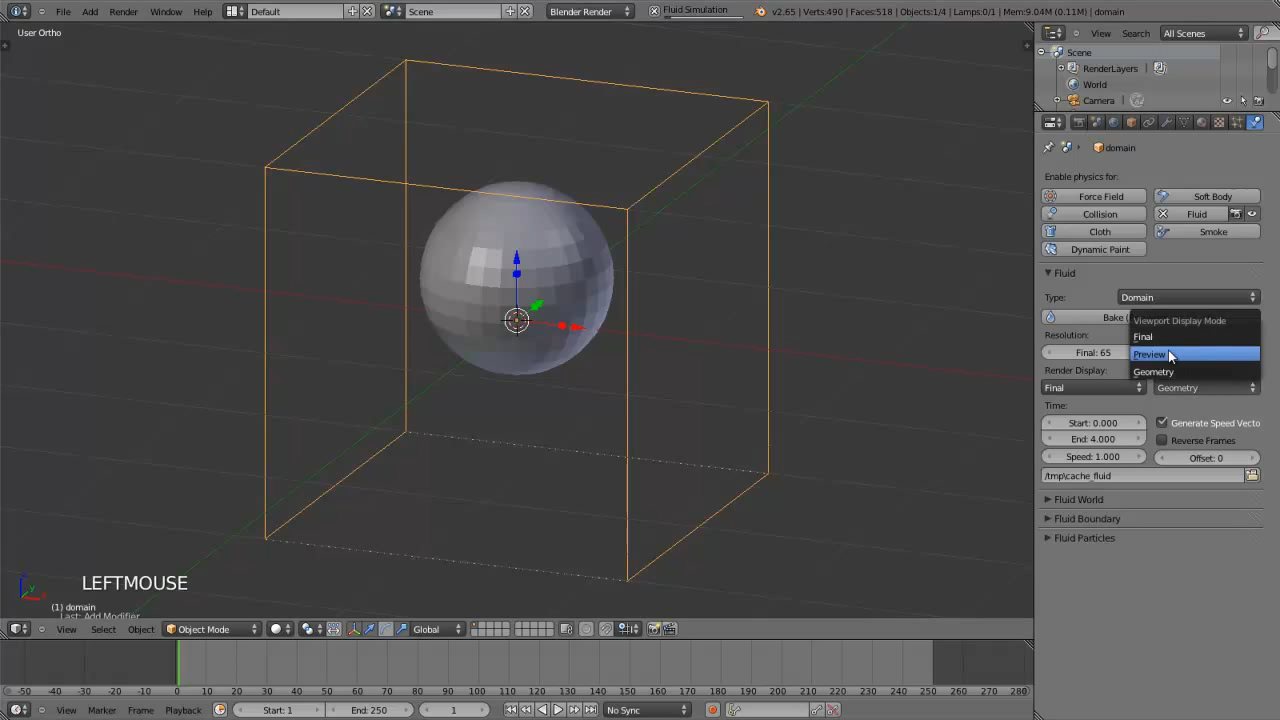 File Add Render Window Help Default Scene Blender Render Fluid Simulation v2.65 | Verts:490 | Faces:518 | Objects:1/4 | Lamps:0/1 | Mem:9.04M (0.11M) | domain
User Ortho
View Search All Scenes
Scene
RenderLayers
World
Camera
domain
Enable physics for:
Force Field Soft Body
Collision Fluid
Cloth Smoke
Dynamic Paint
Fluid
Type: Domain
Bake (
Viewport Display Mode
Resolution: Final
Final: 65 Preview
Render Display: Geometry
Final Geometry
Time:
Start: 0.000 Generate Speed Vecto
End: 4.000 Reverse Frames
Speed: 1.000 Offset: 0
/tmp\cache_fluid
Fluid World
Fluid Boundary
Fluid Particles
LEFTMOUSE
(1) domain
Last: Add Modifier
View Select Object Object Mode Global
-50 -40 -30 -20 -10 0 10 20 30 40 50 60 70 80 90 100 110 120 130 140 150 160 170 180 190 200 210 220 230 240 250 260 270 280
View Marker Frame Playback Start: 1 End: 250 1 No Sync